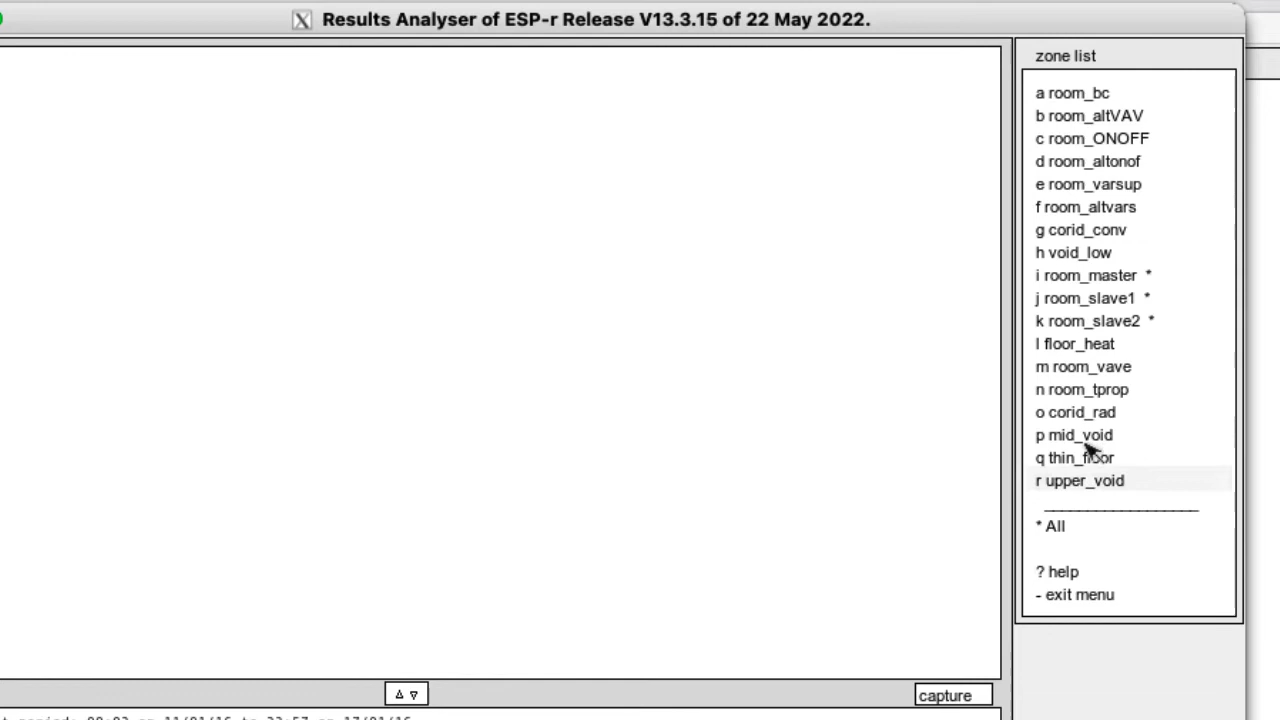 Results Analyser of ESP-r Release V13.3.15 of 22 May 2022.
zone list
a room_bc
b room_altVAV
c room_ONOFF
d room_altonof
e room_varsup
f room_altvars
g corid_conv
h void_low
i room_master *
j room_slave1 *
k room_slave2 *
l floor_heat
m room_vave
n room_tprop
o corid_rad
p mid_void
q thin_floor
r upper_void
* All
? help
- exit menu
capture